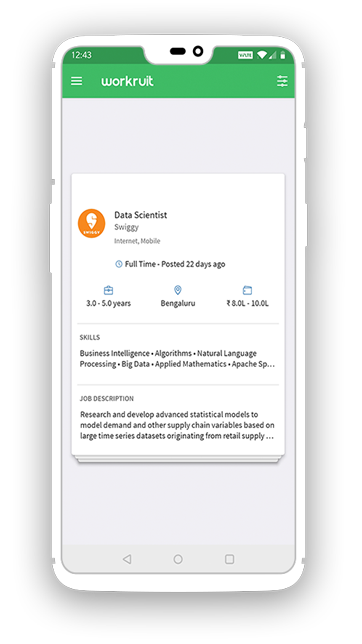 12:43
VoLTE
workruit
SWIGGY
Data Scientist
Swiggy
Internet, Mobile
Full Time - Posted 22 days ago
3.0 - 5.0 years
Bengaluru
₹ 8.0L - 10.0L
SKILLS
Business Intelligence • Algorithms • Natural Language
Processing • Big Data • Applied Mathematics • Apache Sp...
JOB DESCRIPTION
Research and develop advanced statistical models to
model demand and other supply chain variables based on
large time series datasets originating from retail supply ...